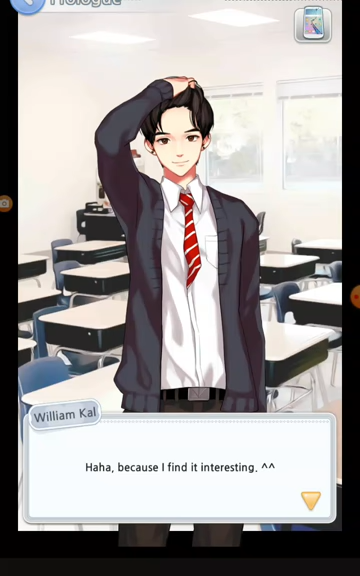 Prologue
William Kal
Haha, because I find it interesting. ^^